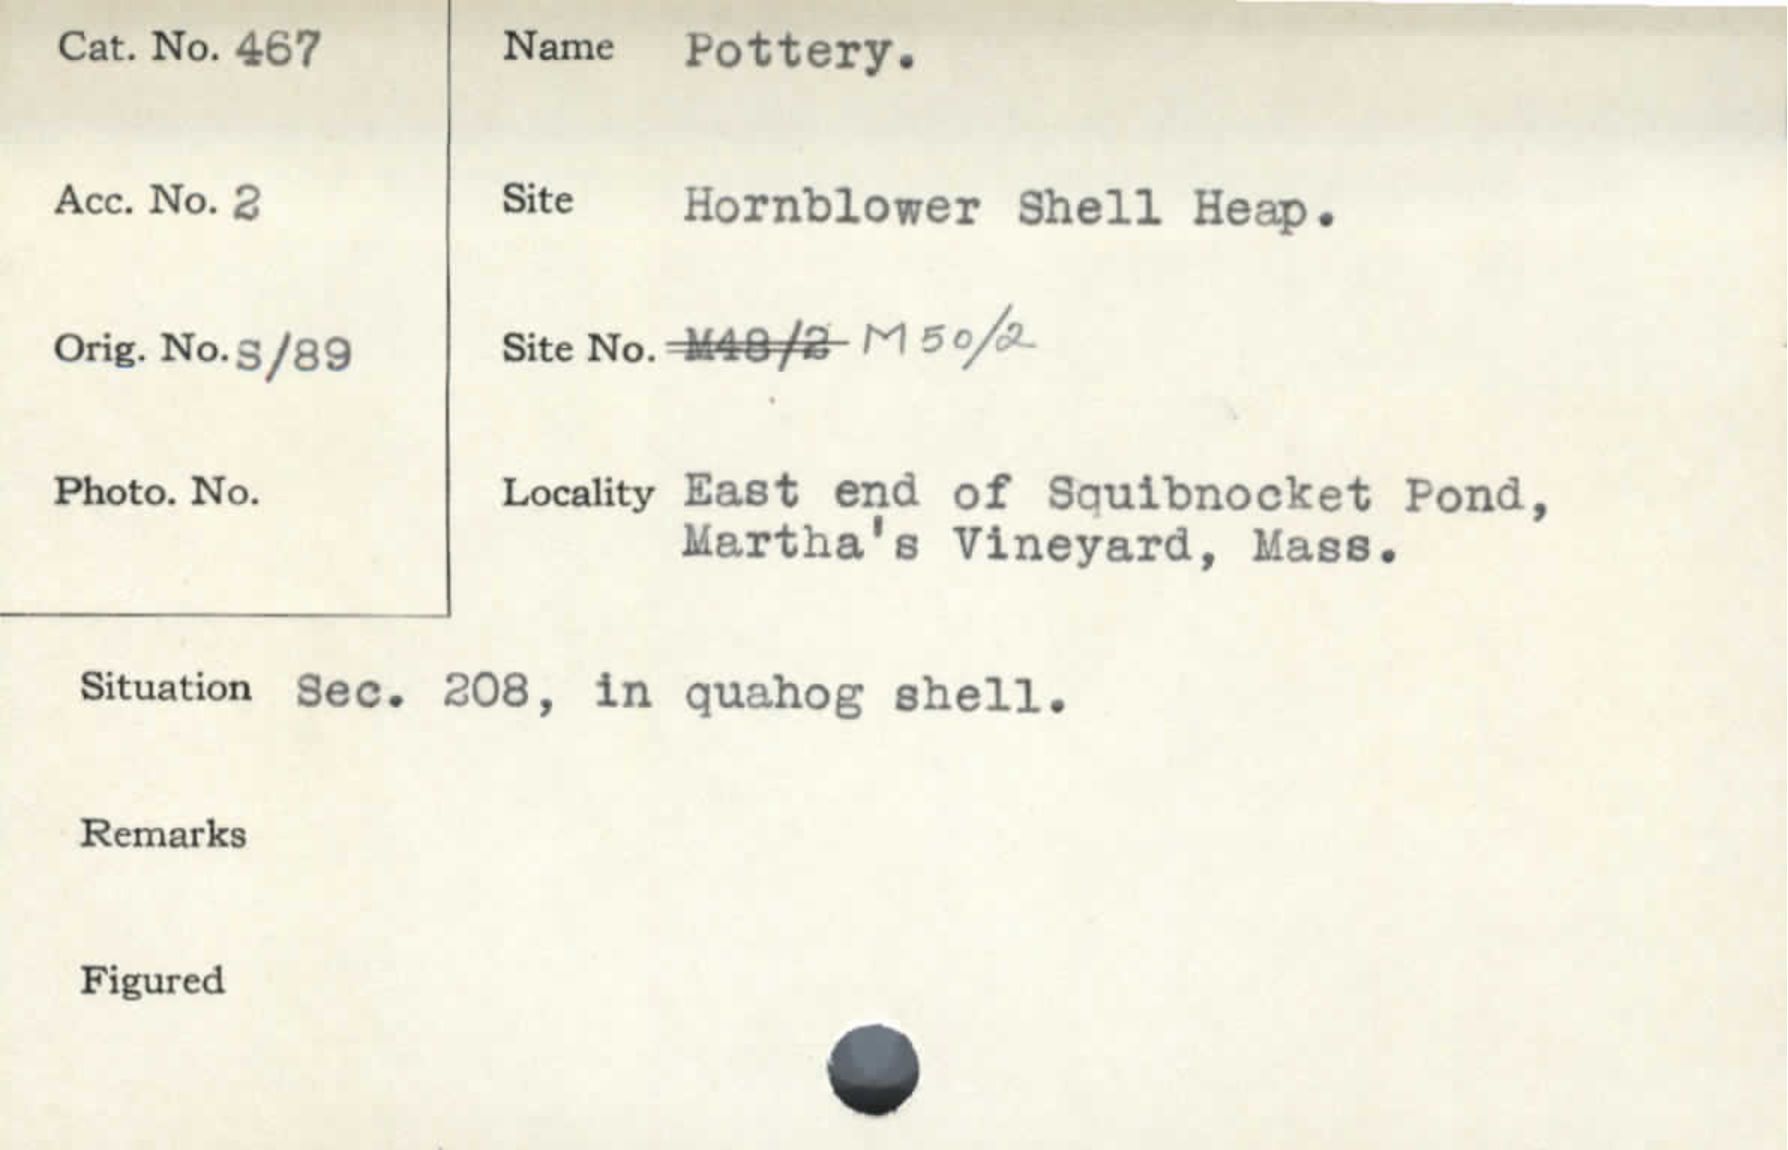 Cat. No. 467
Name Pottery.
Acc. No. 2
Site Hornblower Shell Heap.
Orig. No. S/89
Site No. M48/2 M50/2
Photo. No.
Locality East end of Squibnocket Pond,
Martha's Vineyard, Mass.
Situation Sec. 208, in quahog shell.
Remarks
Figured